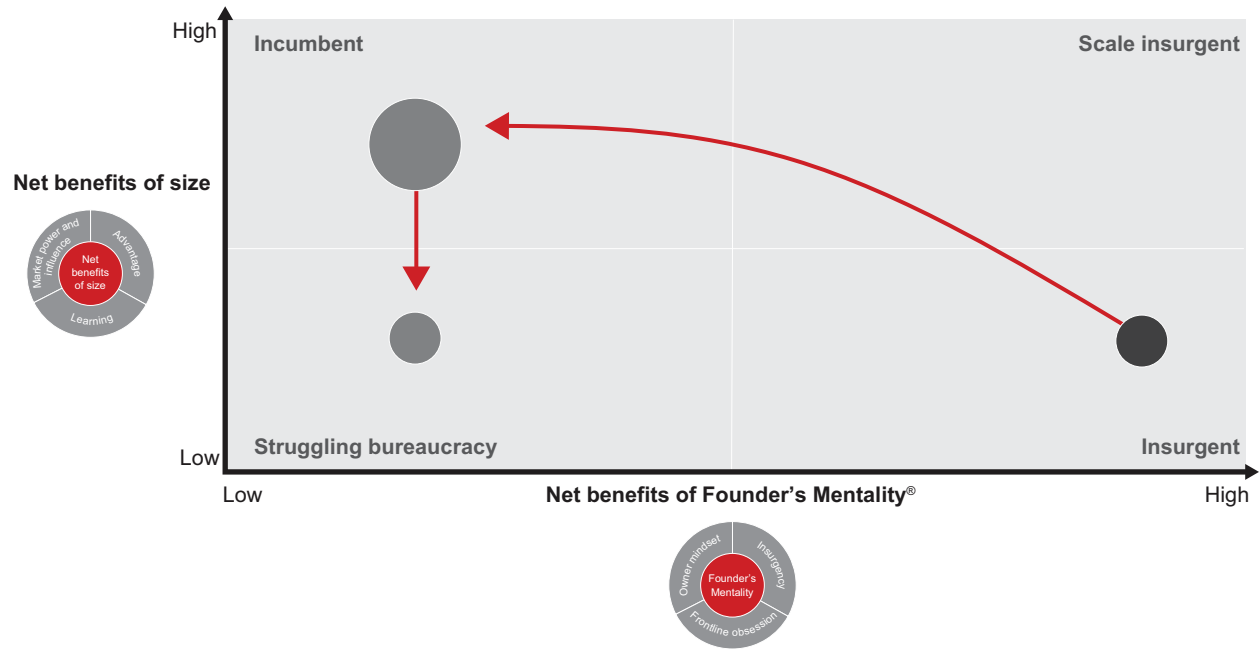 High
Incumbent
Scale insurgent
Net benefits of size
Market power and
influence
Advantage
Learning
Net
benefits
of size
Struggling bureaucracy
Insurgent
Low
Low
Net benefits of Founder’s Mentality®
High
Owner mindset
Insurgency
Frontline obsession
Founder’s
Mentality